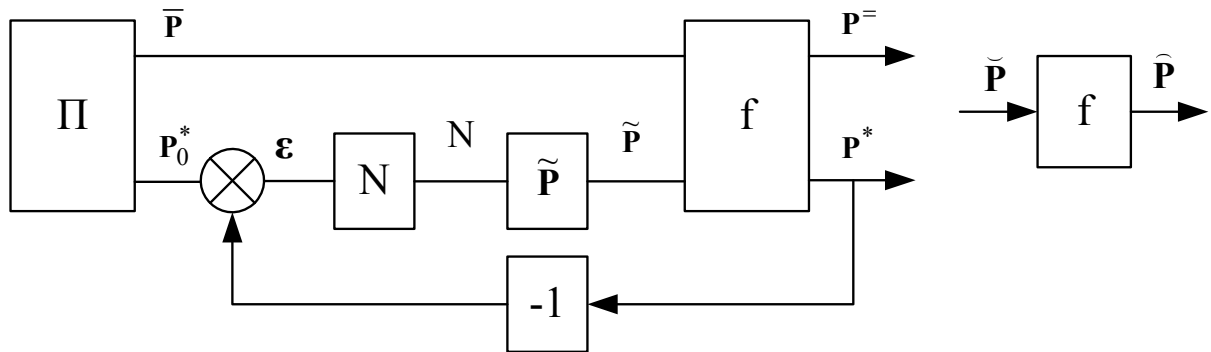 P̅
P⁼
P̆
P̂
Π
f
f
P₀*
ε
N
P̃
P*
N
P̃
-1